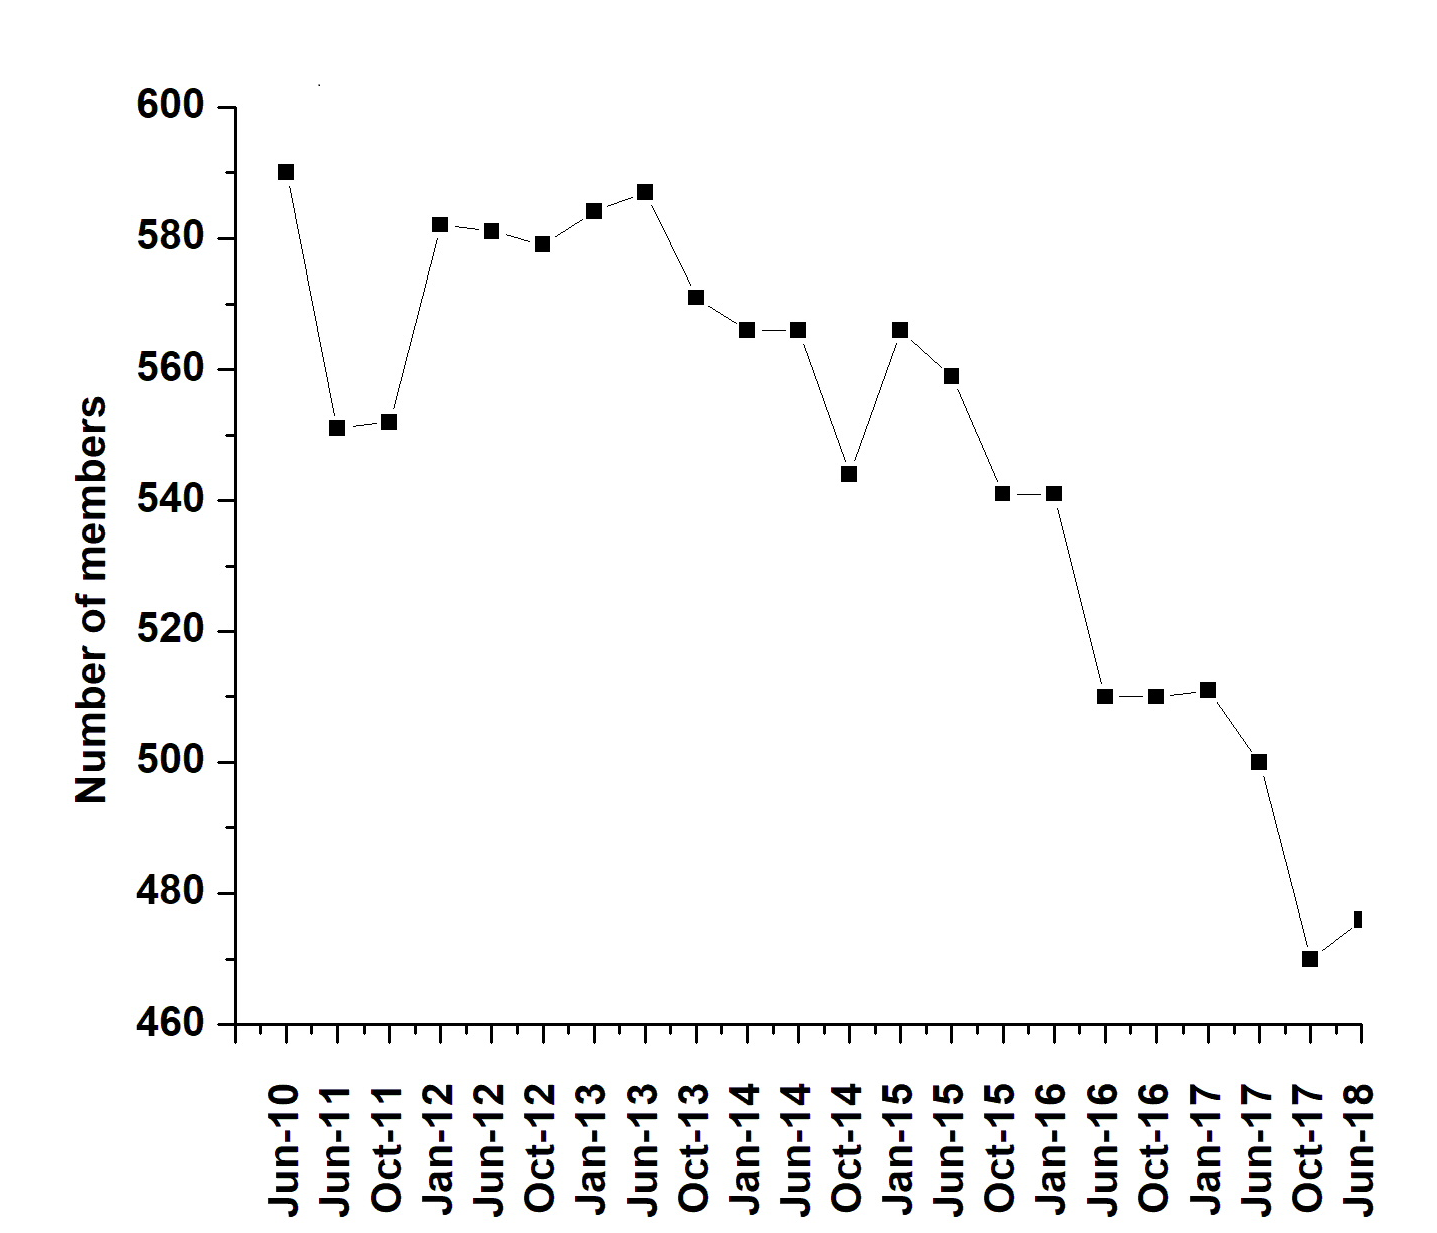 600
580
560
540
520
500
480
460
Number of members
Jun-10
Jun-11
Oct-11
Jan-12
Jun-12
Oct-12
Jan-13
Jun-13
Oct-13
Jan-14
Jun-14
Oct-14
Jan-15
Jun-15
Oct-15
Jan-16
Jun-16
Oct-16
Jan-17
Jun-17
Oct-17
Jun-18